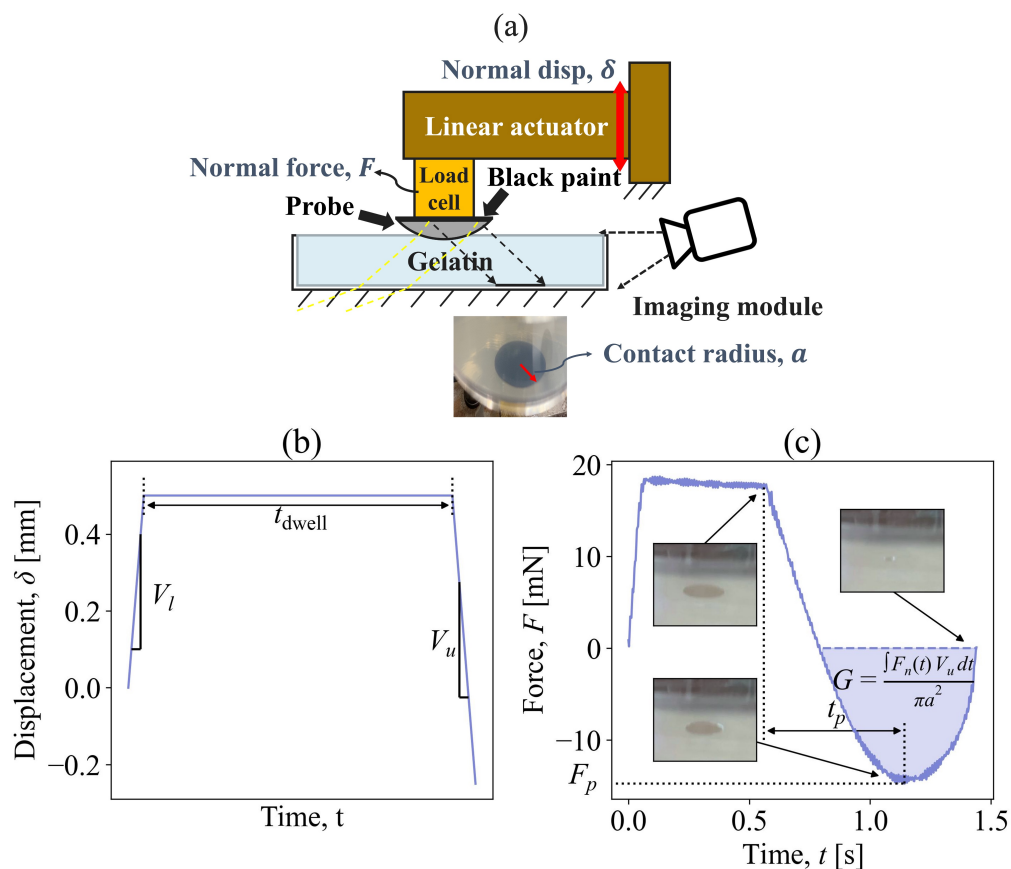 (a)
Normal disp, δ
Linear actuator
Normal force, F
Load
cell
Black paint
Probe
Gelatin
Imaging module
Contact radius, a
(b)
Displacement, δ [mm]
0.4
0.2
0.0
−0.2
t_dwell
V_l
V_u
Time, t
(c)
Force, F [mN]
20
10
0
−10
F_p
G = ∫F_n(t) V_u dt / πa²
t_p
0.0
0.5
1.0
1.5
Time, t [s]